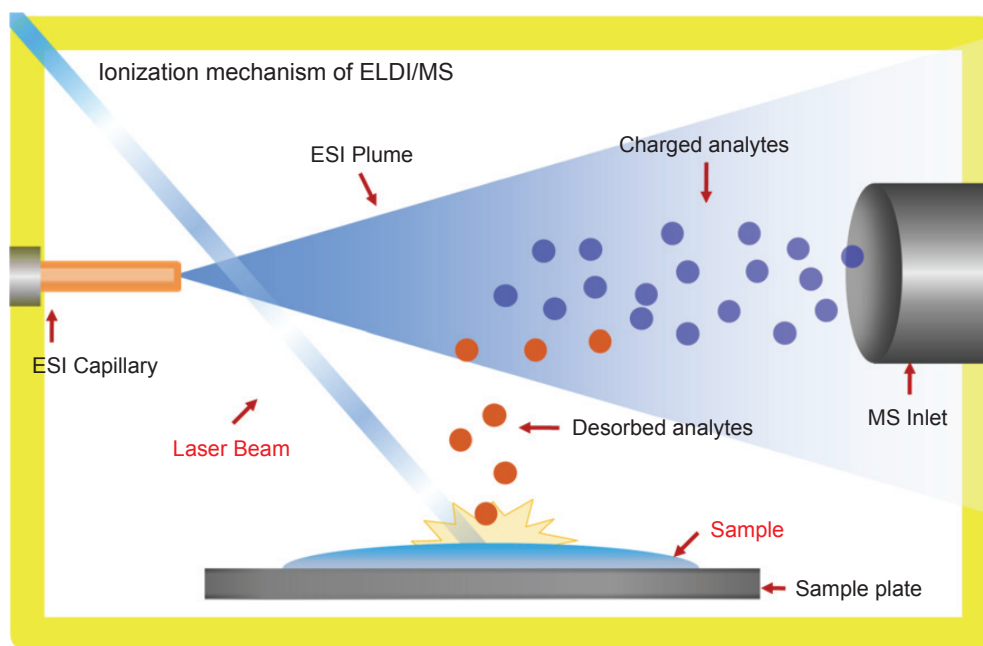 Ionization mechanism of ELDI/MS
ESI Plume
Charged analytes
ESI Capillary
Laser Beam
Desorbed analytes
MS Inlet
Sample
Sample plate